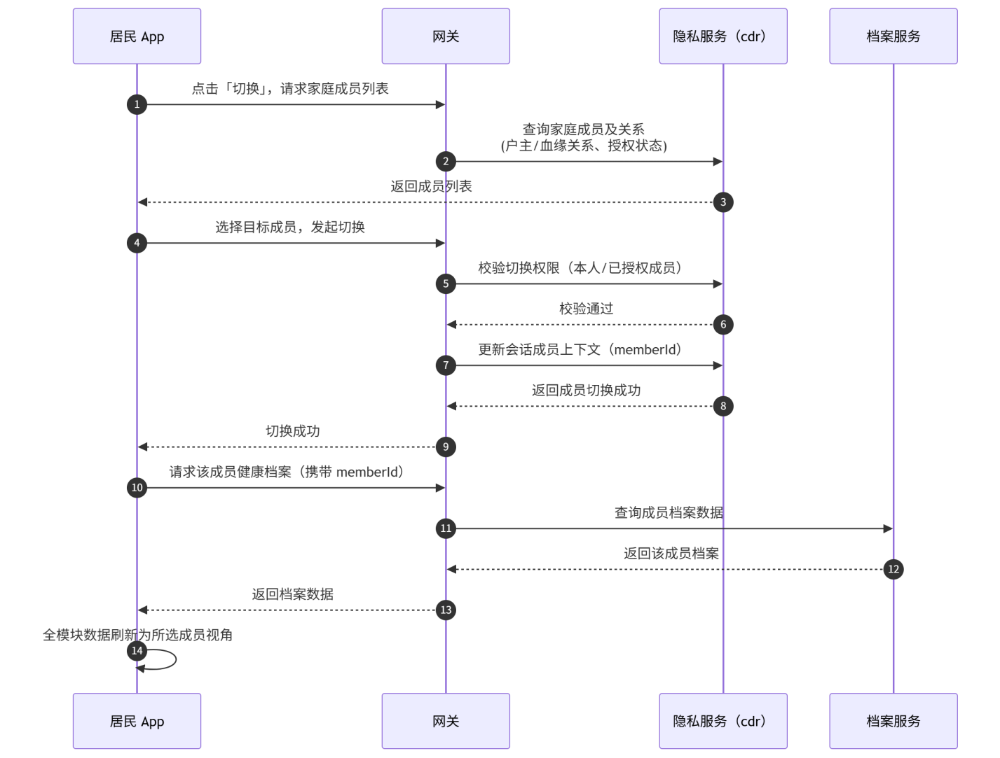 居民 App
网关
隐私服务（cdr）
档案服务
点击「切换」，请求家庭成员列表
1
查询家庭成员及关系
(户主/血缘关系、授权状态)
2
返回成员列表
3
选择目标成员，发起切换
4
校验切换权限（本人/已授权成员）
5
校验通过
6
更新会话成员上下文（memberId）
7
返回成员切换成功
8
切换成功
9
请求该成员健康档案（携带 memberId）
10
查询成员档案数据
11
返回该成员档案
12
返回档案数据
13
全模块数据刷新为所选成员视角
14
居民 App
网关
隐私服务（cdr）
档案服务